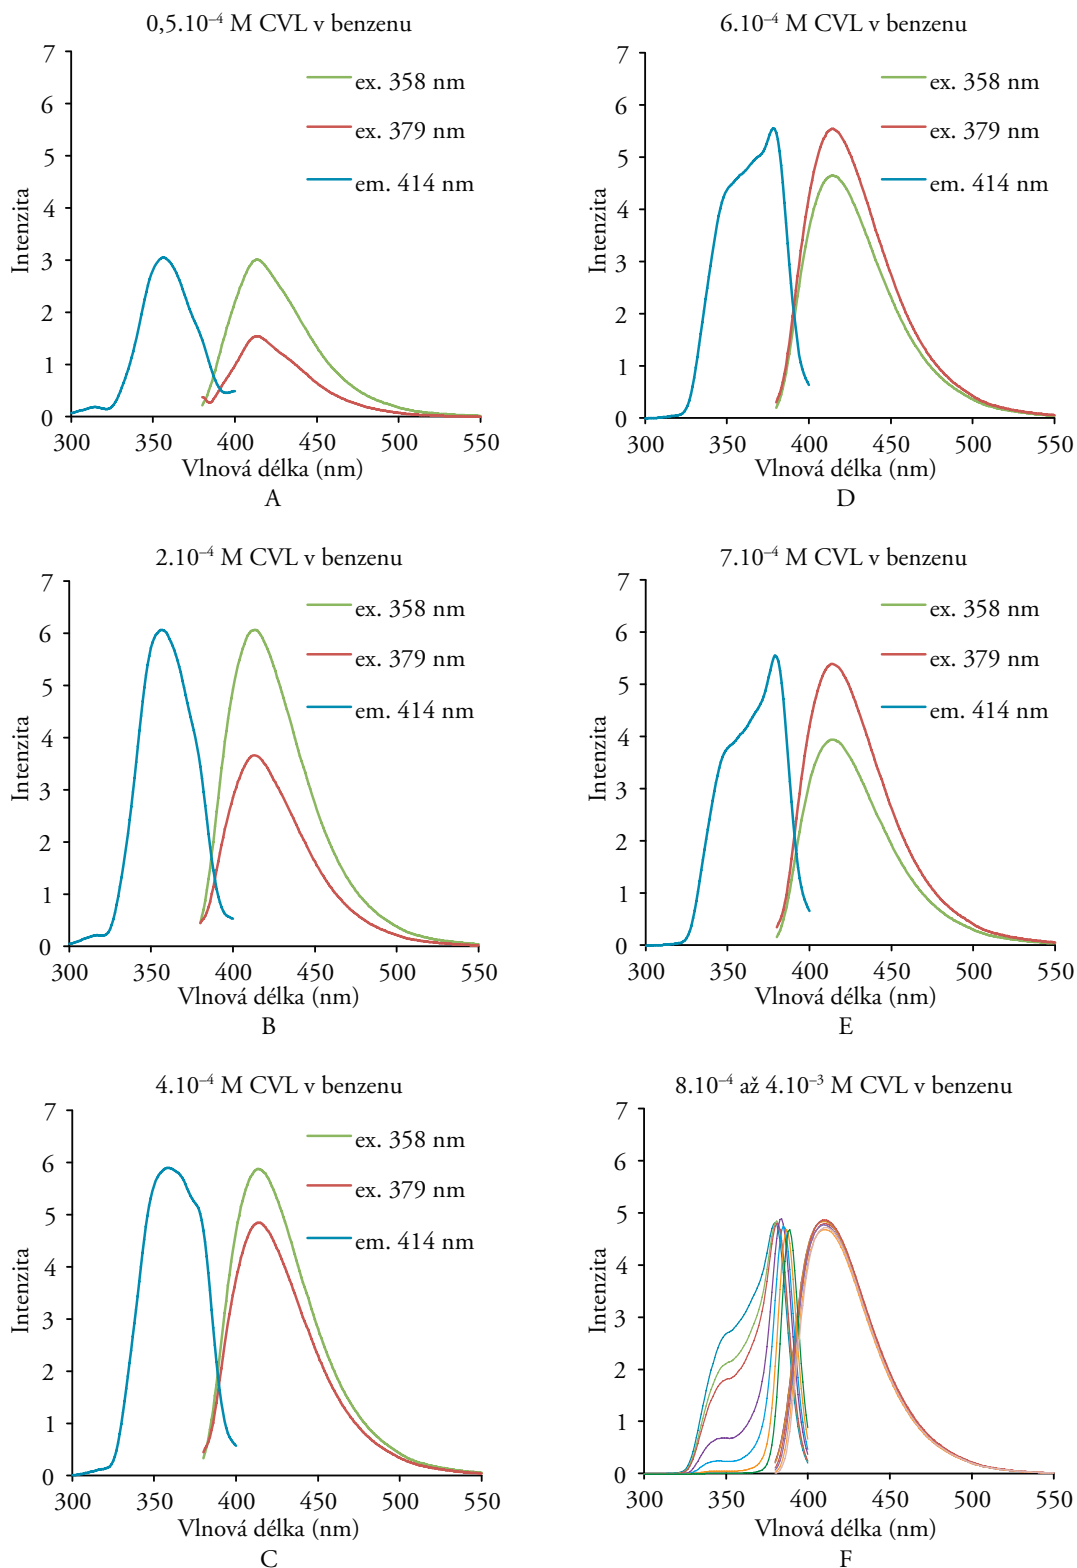 0,5.10⁻⁴ M CVL v benzenu
7
6
5
4
3
2
1
0
Intenzita
ex. 358 nm
ex. 379 nm
em. 414 nm
300 350 400 450 500 550
Vlnová délka (nm)
A
2.10⁻⁴ M CVL v benzenu
7
6
5
4
3
2
1
0
Intenzita
ex. 358 nm
ex. 379 nm
em. 414 nm
300 350 400 450 500 550
Vlnová délka (nm)
B
4.10⁻⁴ M CVL v benzenu
7
6
5
4
3
2
1
0
Intenzita
ex. 358 nm
ex. 379 nm
em. 414 nm
300 350 400 450 500 550
Vlnová délka (nm)
C
6.10⁻⁴ M CVL v benzenu
7
6
5
4
3
2
1
0
Intenzita
ex. 358 nm
ex. 379 nm
em. 414 nm
300 350 400 450 500 550
Vlnová délka (nm)
D
7.10⁻⁴ M CVL v benzenu
7
6
5
4
3
2
1
0
Intenzita
ex. 358 nm
ex. 379 nm
em. 414 nm
300 350 400 450 500 550
Vlnová délka (nm)
E
8.10⁻⁴ až 4.10⁻³ M CVL v benzenu
7
6
5
4
3
2
1
0
Intenzita
300 350 400 450 500 550
Vlnová délka (nm)
F